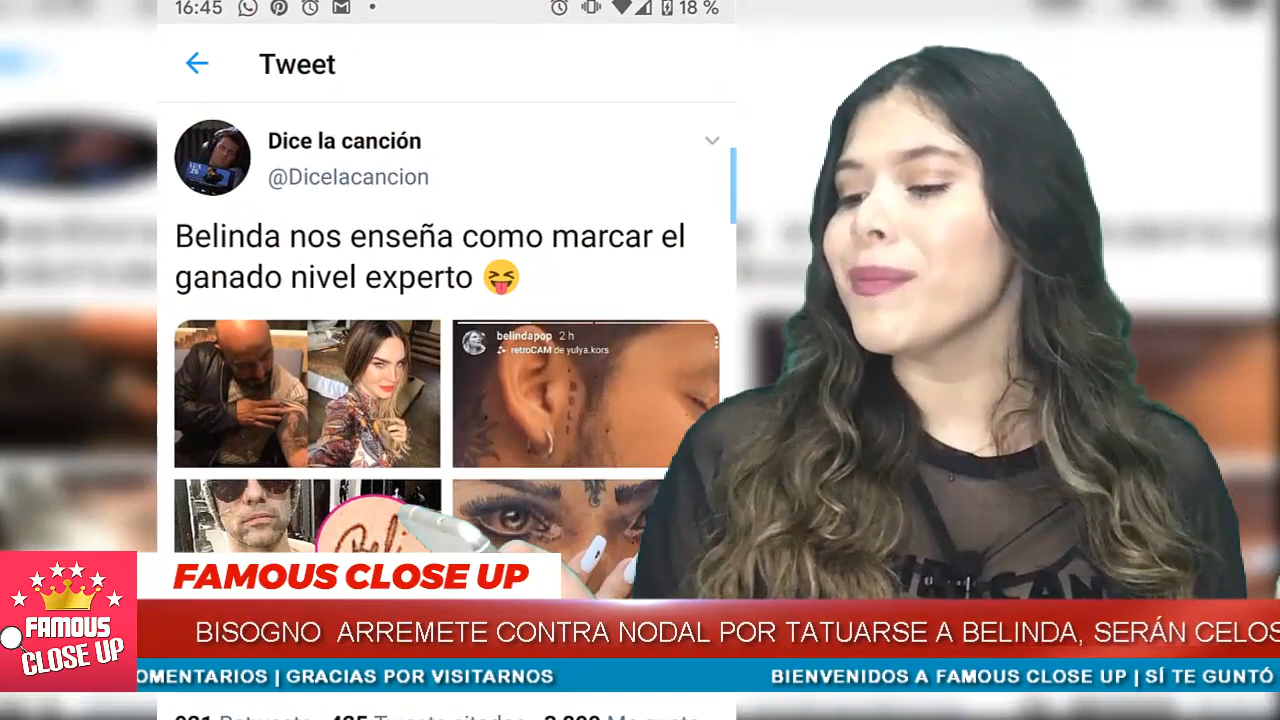 16:45
18 %
Tweet
Dice la canción
@Dicelacancion
Belinda nos enseña como marcar el
ganado nivel experto 😝
belindapop 2 h
retroCAM de yulya.kors
BELI
Beli
FAMOUS CLOSE UP
FAMOUS
CLOSE UP
BISOGNO ARREMETE CONTRA NODAL POR TATUARSE A BELINDA, SERÁN CELOS
OMENTARIOS | GRACIAS POR VISITARNOS
BIENVENIDOS A FAMOUS CLOSE UP | SÍ TE GUNTÓ